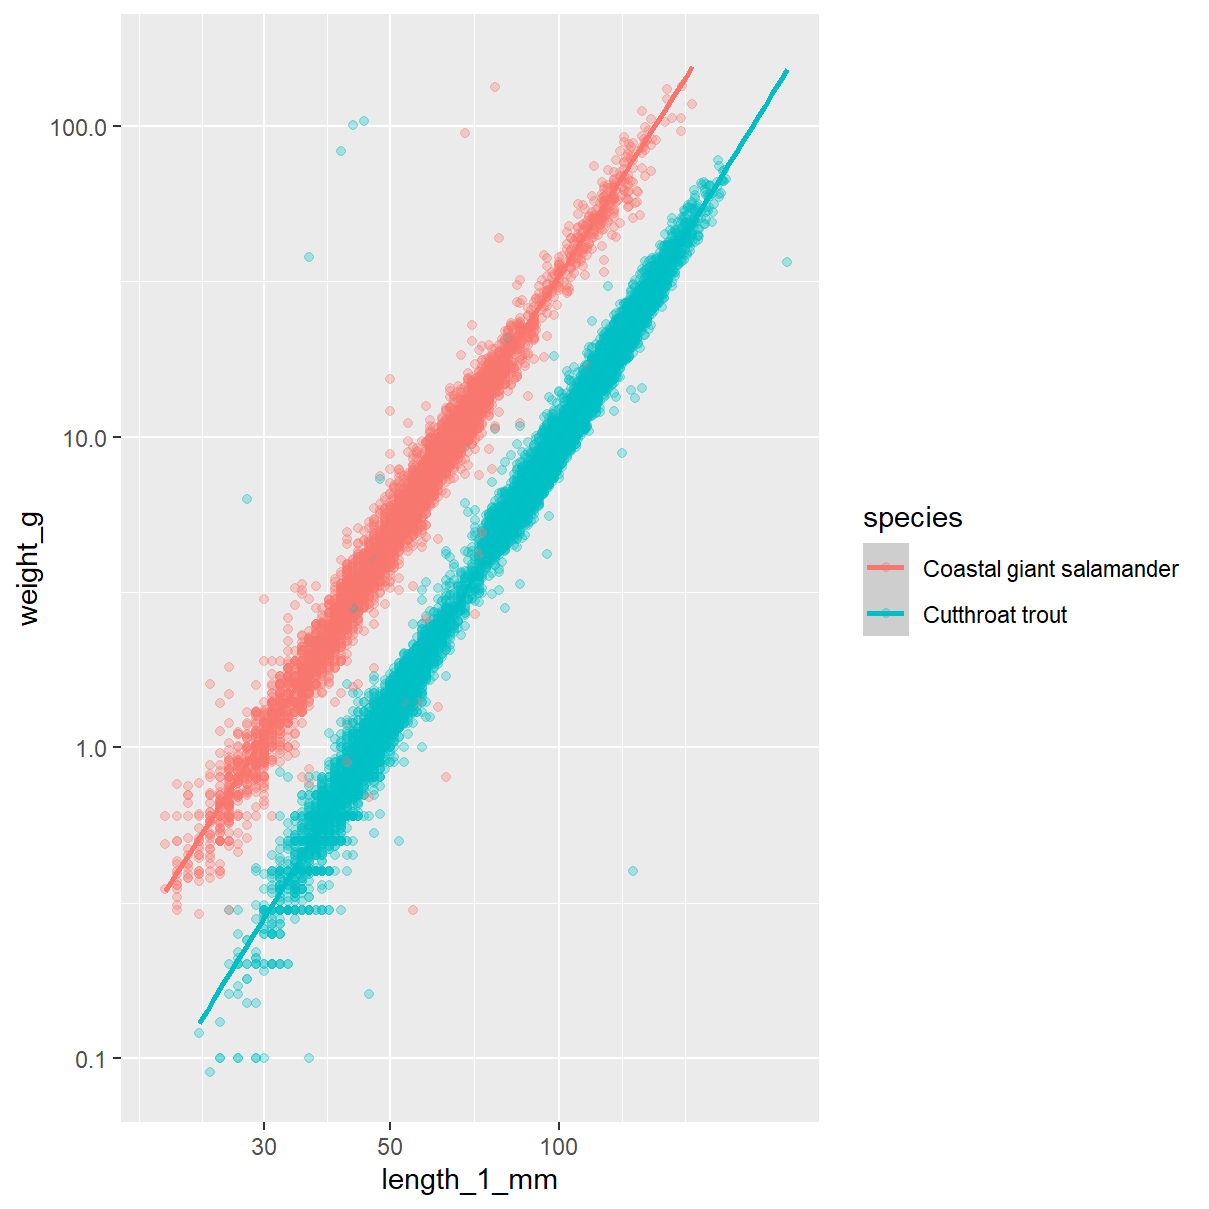 100.0
10.0
1.0
0.1
weight_g
30 50 100
length_1_mm
species
Coastal giant salamander
Cutthroat trout